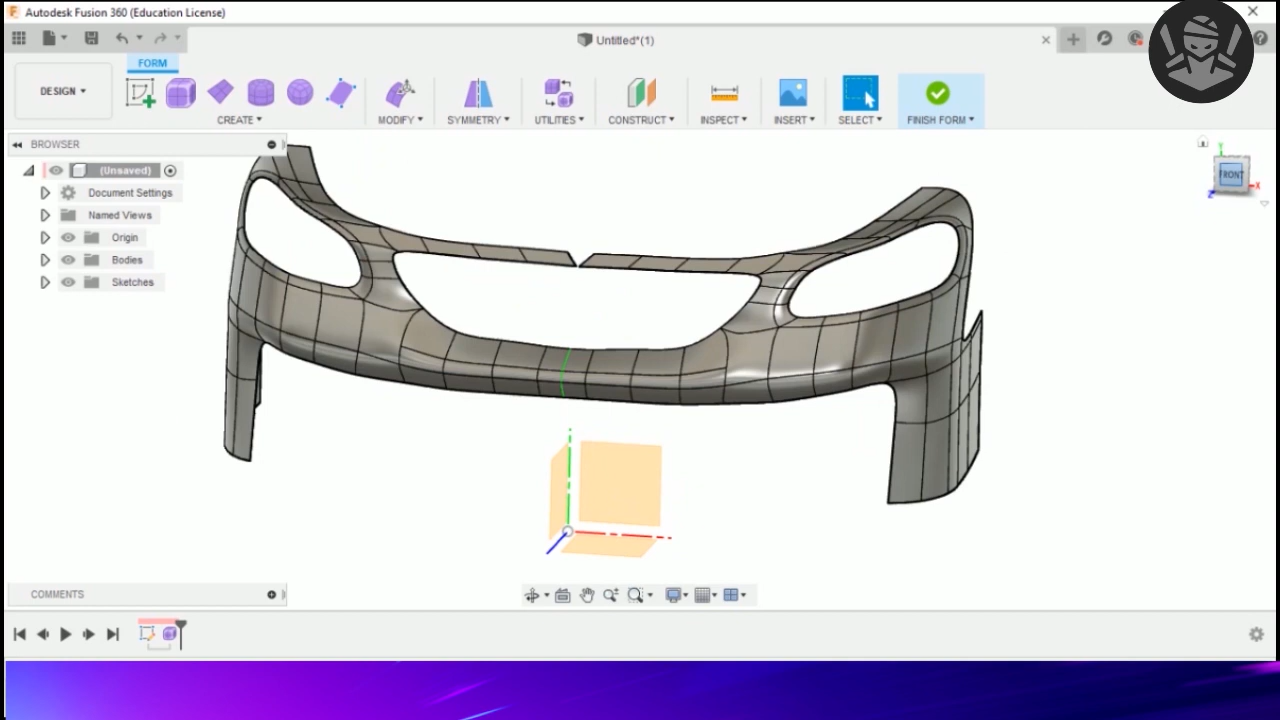 Autodesk Fusion 360 (Education License)
Untitled*(1)
FORM
DESIGN
CREATE
MODIFY
SYMMETRY
UTILITIES
CONSTRUCT
INSPECT
INSERT
SELECT
FINISH FORM
BROWSER
(Unsaved)
Document Settings
Named Views
Origin
Bodies
Sketches
Y
FRONT
X
Z
COMMENTS